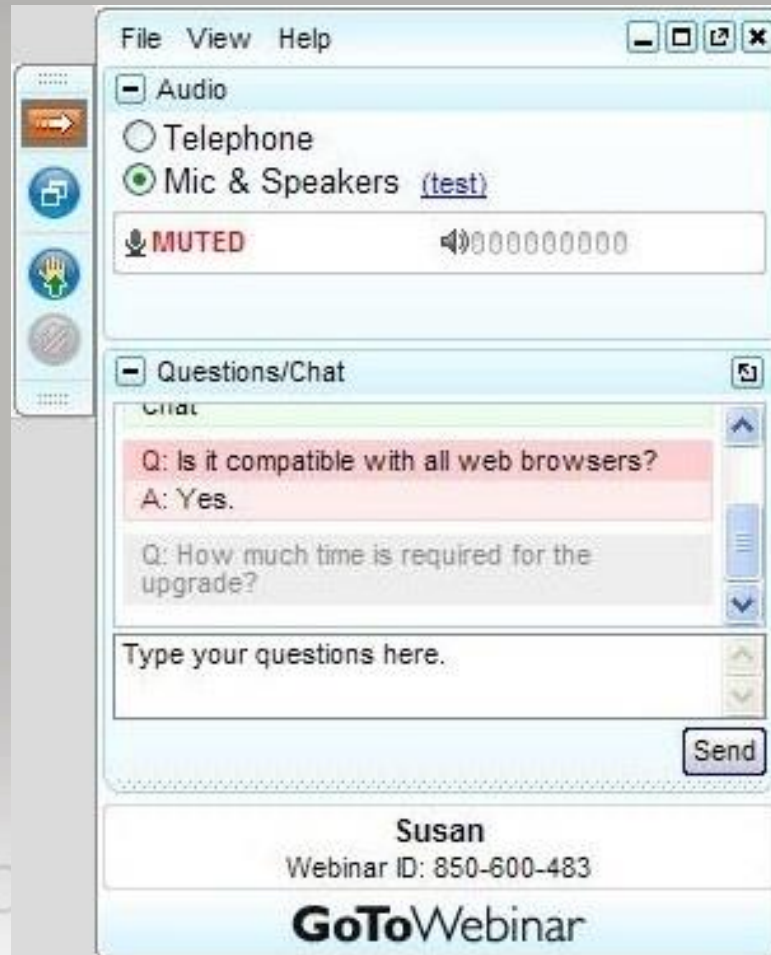 File View Help
Audio
Telephone
Mic & Speakers (test)
MUTED
Questions/Chat
Chat
Q: Is it compatible with all web browsers?
A: Yes.
Q: How much time is required for the
upgrade?
Type your questions here.
Send
Susan
Webinar ID: 850-600-483
GoToWebinar